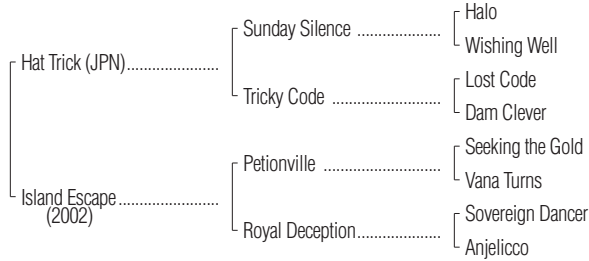 Halo
Sunday Silence ..................
Wishing Well
Hat Trick (JPN)....................
Lost Code
Tricky Code .......................
Dam Clever
Seeking the Gold
Petionville .........................
Vana Turns
Island Escape......................
(2002)
Sovereign Dancer
Royal Deception..................
Anjelicco